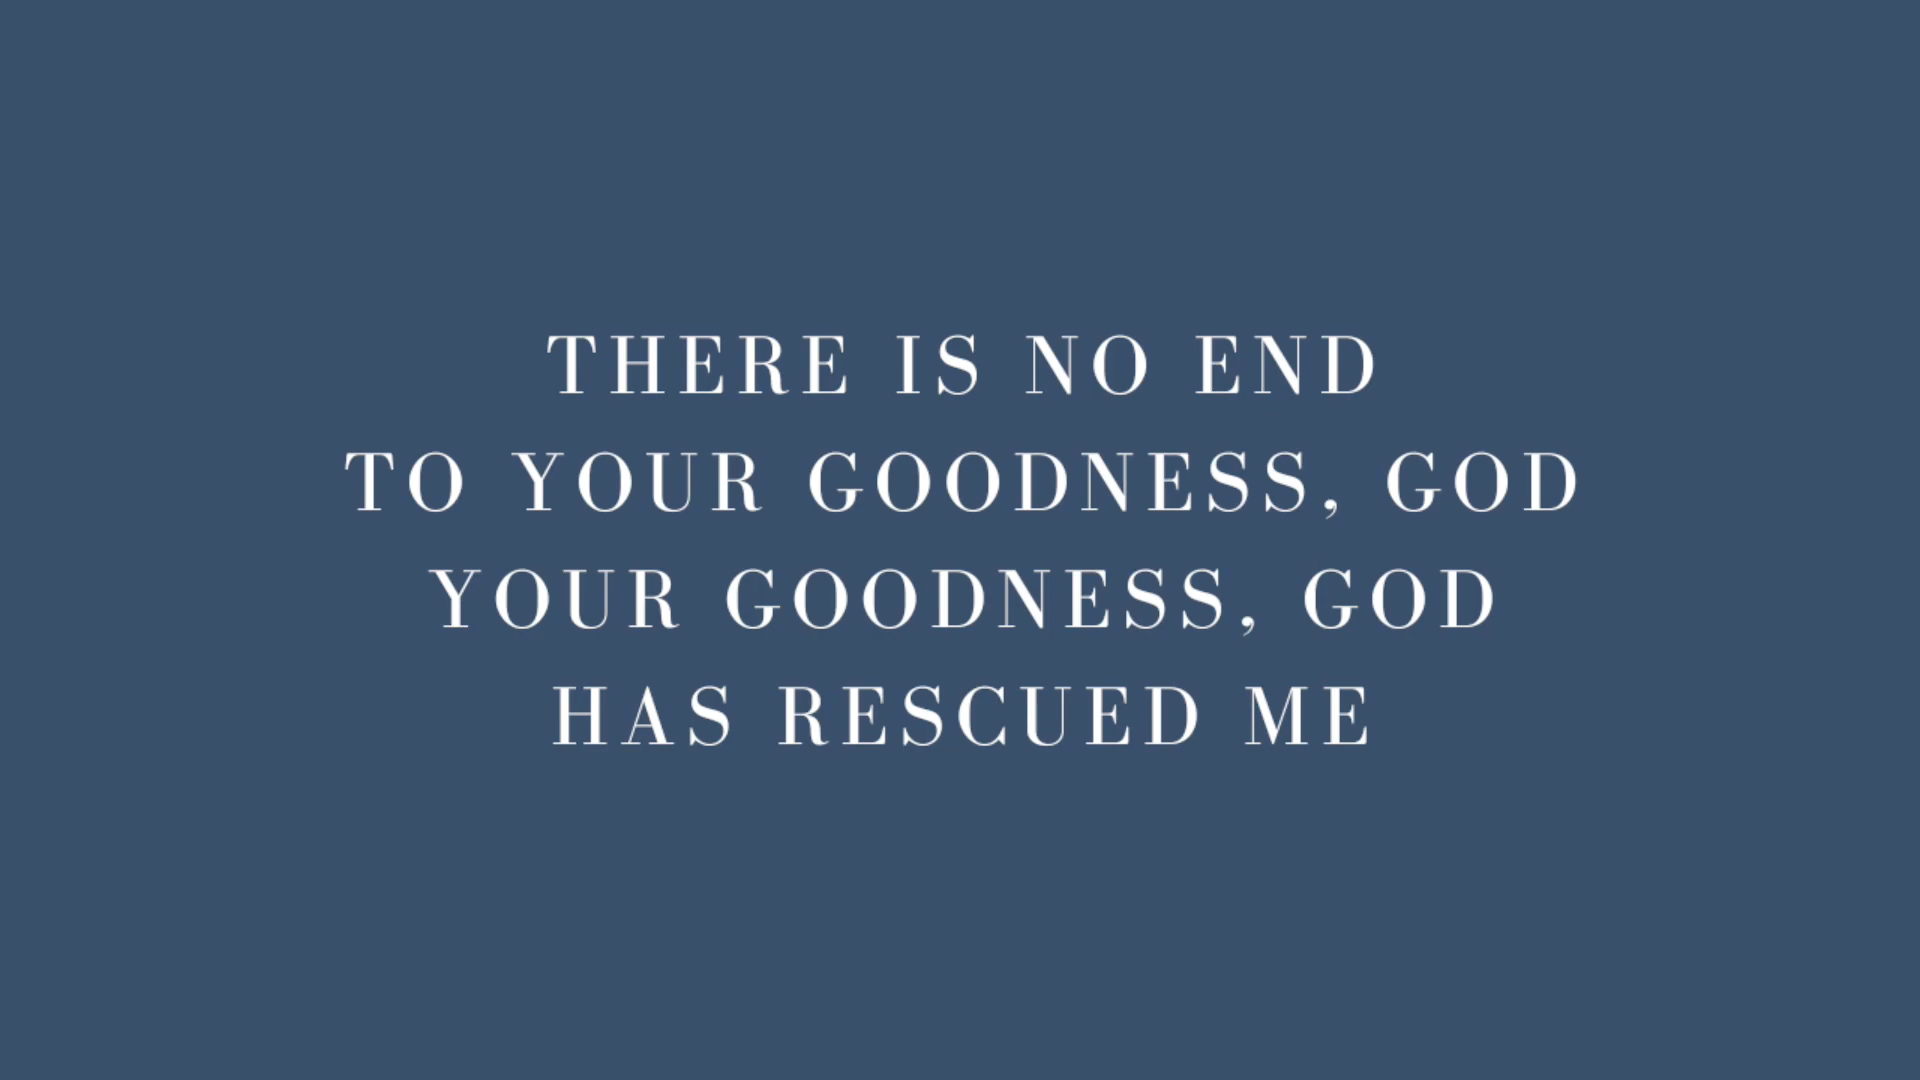 THERE IS NO END
TO YOUR GOODNESS, GOD
YOUR GOODNESS, GOD
HAS RESCUED ME